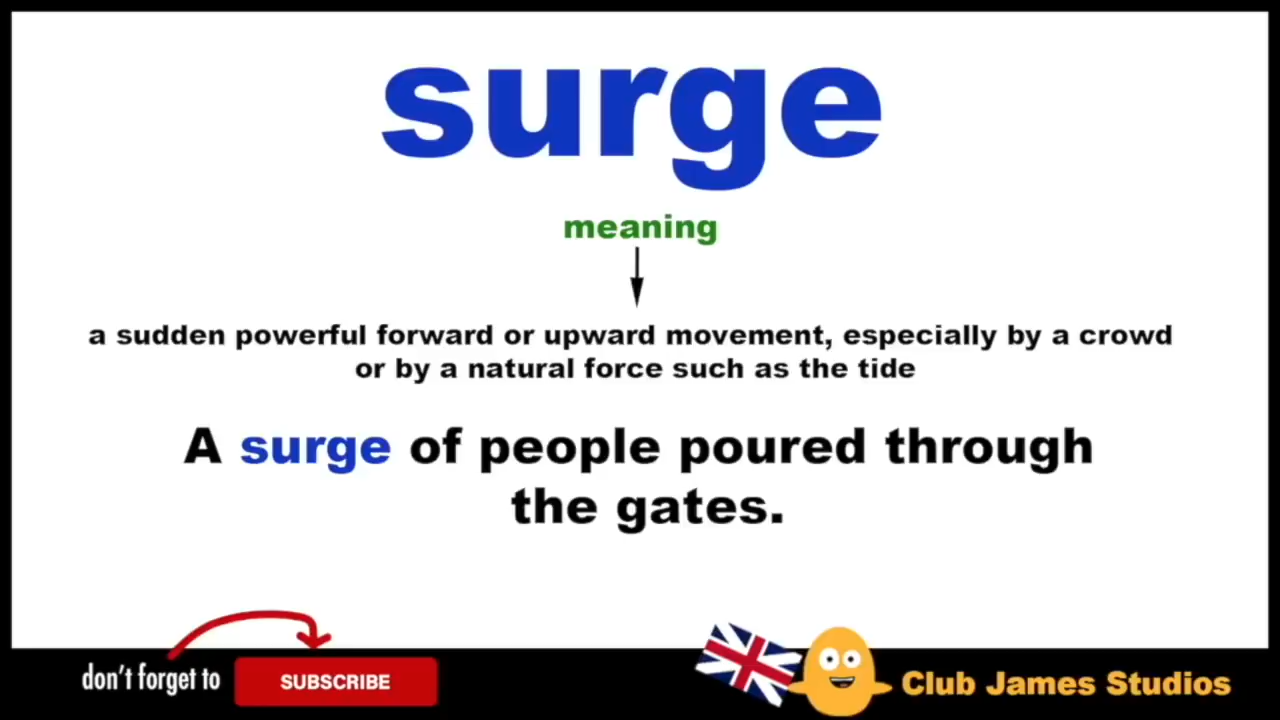 surge
meaning
a sudden powerful forward or upward movement, especially by a crowd
or by a natural force such as the tide
A surge of people poured through
the gates.
don't forget to
SUBSCRIBE
Club James Studios